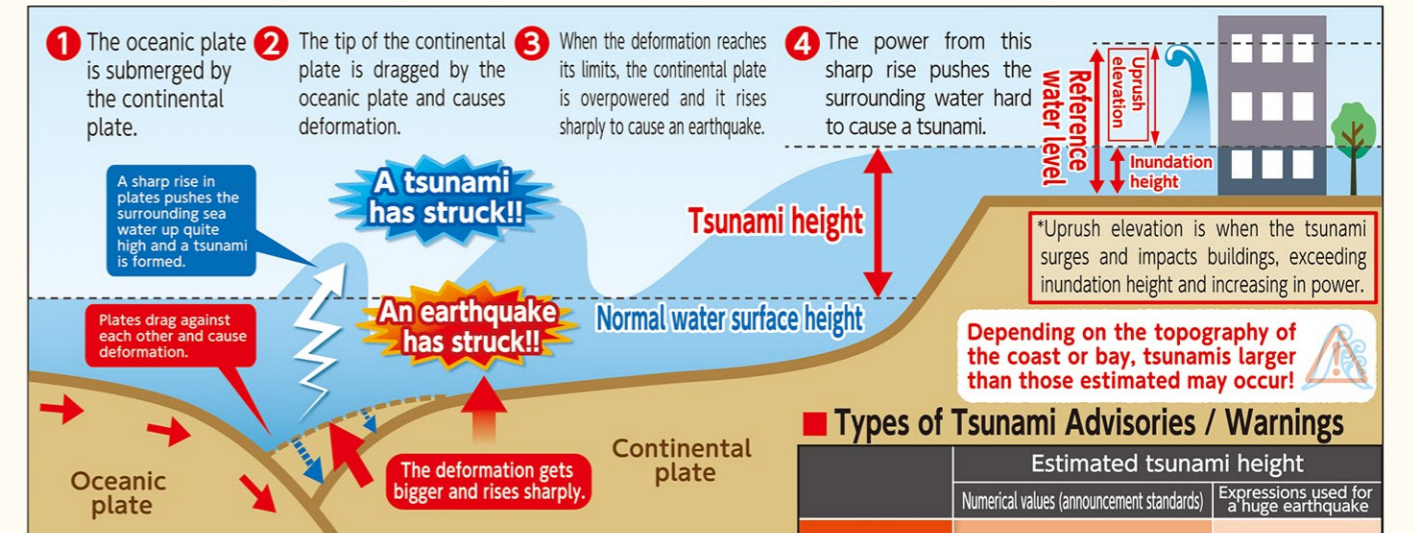 1 The oceanic plate
is submerged by
the continental
plate.
2 The tip of the continental
plate is dragged by the
oceanic plate and causes
deformation.
3 When the deformation reaches
its limits, the continental plate
is overpowered and it rises
sharply to cause an earthquake.
4 The power from this
sharp rise pushes the
surrounding water hard
to cause a tsunami.
Reference
water level
Uprush
elevation
Inundation
height
A sharp rise in
plates pushes the
surrounding sea
water up quite
high and a tsunami
is formed.
A tsunami
has struck!!
Tsunami height
*Uprush elevation is when the tsunami
surges and impacts buildings, exceeding
inundation height and increasing in power.
Plates drag against
each other and cause
deformation.
An earthquake
has struck!!
Normal water surface height
Depending on the topography of
the coast or bay, tsunamis larger
than those estimated may occur!
Oceanic
plate
The deformation gets
bigger and rises sharply.
Continental
plate
Types of Tsunami Advisories / Warnings
Estimated tsunami height
Numerical values (announcement standards)
Expressions used for
a huge earthquake